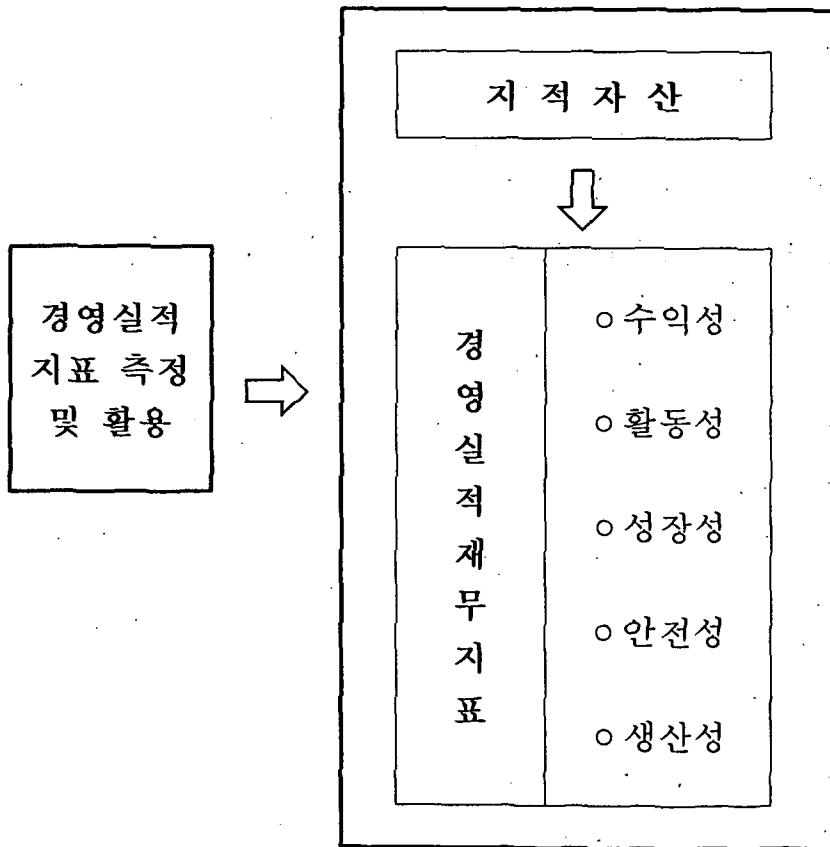 지적자산
경영실적
지표 측정
및 활용
경영실적재무지표
○수익성
○활동성
○성장성
○안전성
○생산성